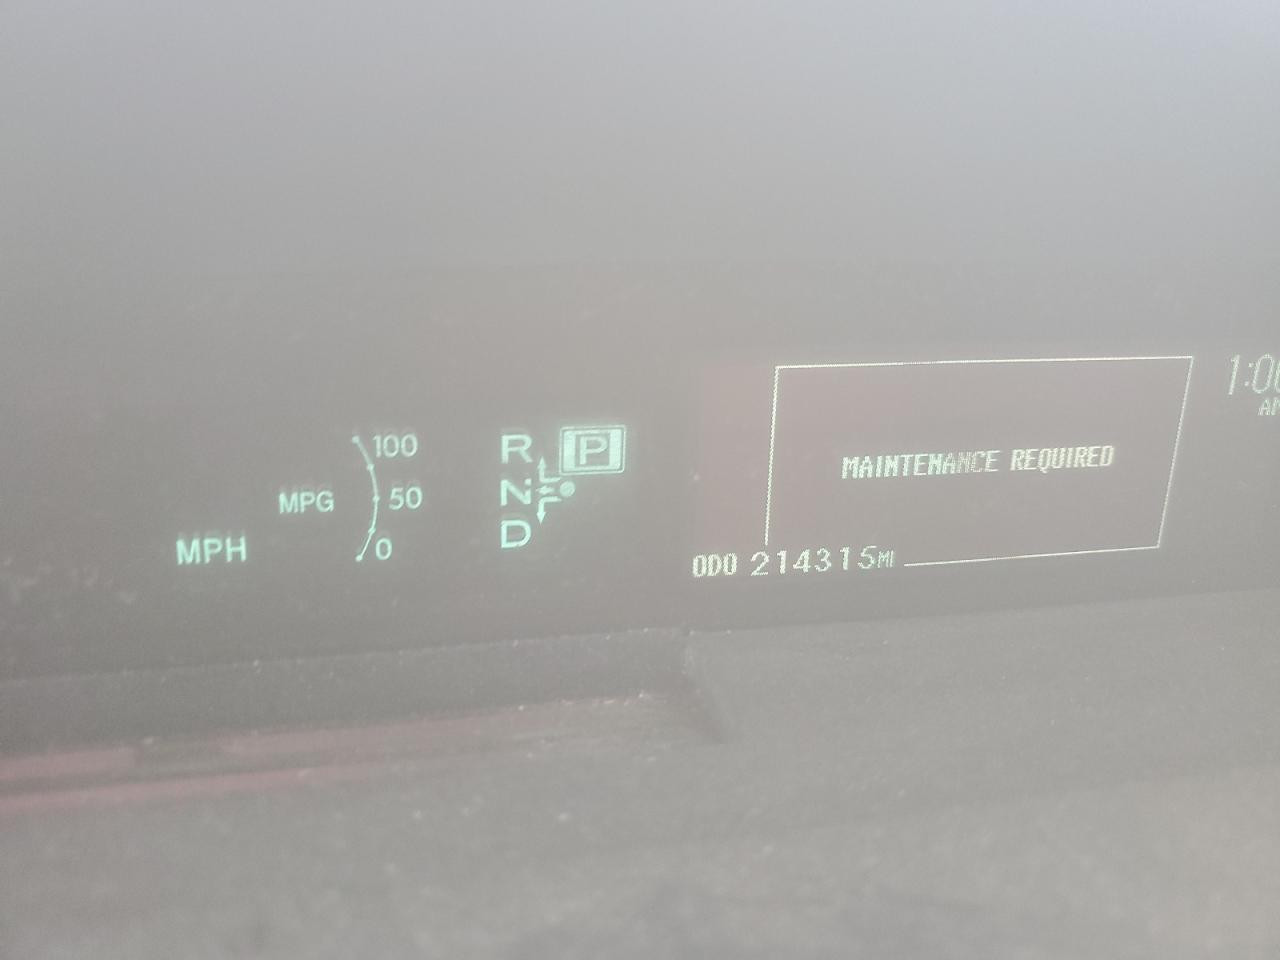 100
MPG 50
MPH 0
R P
N
D
MAINTENANCE REQUIRED
ODO 214315MI